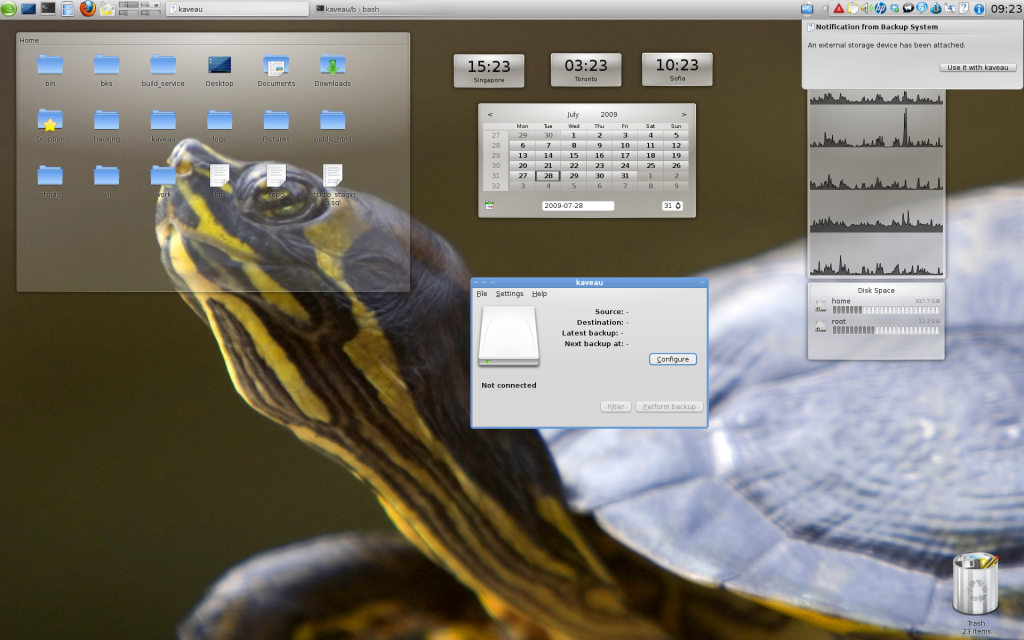 kaveau
kaveau/b : bash
09:23
Notification from Backup System
An external storage device has been attached.
Use it with kaveau
Home
bin
bks
build_service
Desktop
Documents
Downloads
Dropbox
hacking
kaveau
logs
Pictures
public_html
studio
work
15:23
Singapore
03:23
Toronto
10:23
Sofia
< July 2009 >
Mon Tue Wed Thu Fri Sat Sun
27 29 30 1 2 3 4 5
28 6 7 8 9 10 11 12
29 13 14 15 16 17 18 19
30 20 21 22 23 24 25 26
31 27 28 29 30 31 1 2
32 3 4 5 6 7 8 9
2009-07-28
31
kaveau
File Settings Help
Source: -
Destination: -
Latest backup: -
Next backup at: -
Configure
Not connected
Filter
Perform backup
Disk Space
home
root
Trash
23 items